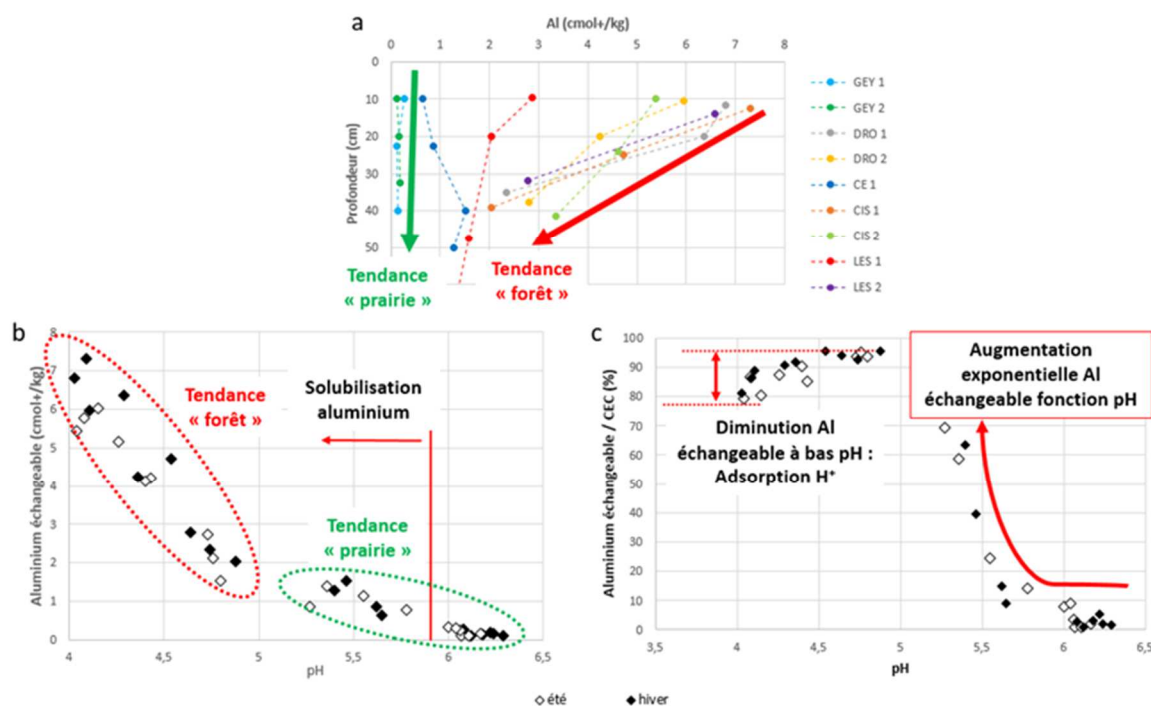 a
Al (cmol+/kg)
0 1 2 3 4 5 6 7 8
0
10
20
30
40
50
Profondeur (cm)
Tendance
« prairie »
Tendance
« forêt »
GEY 1
GEY 2
DRO 1
DRO 2
CE 1
CIS 1
CIS 2
LES 1
LES 2
b
8
7
6
5
4
3
2
1
0
Aluminium échangeable (cmol+/kg)
Tendance
« forêt »
Solubilisation
aluminium
Tendance
« prairie »
4 4,5 5 5,5 6 6,5
pH
c
100
90
80
70
60
50
40
30
20
10
0
Aluminium échangeable / CEC (%)
Diminution Al
échangeable à bas pH :
Adsorption H⁺
Augmentation
exponentielle Al
échangeable fonction pH
3,5 4 4,5 5 5,5 6 6,5
pH
été hiver